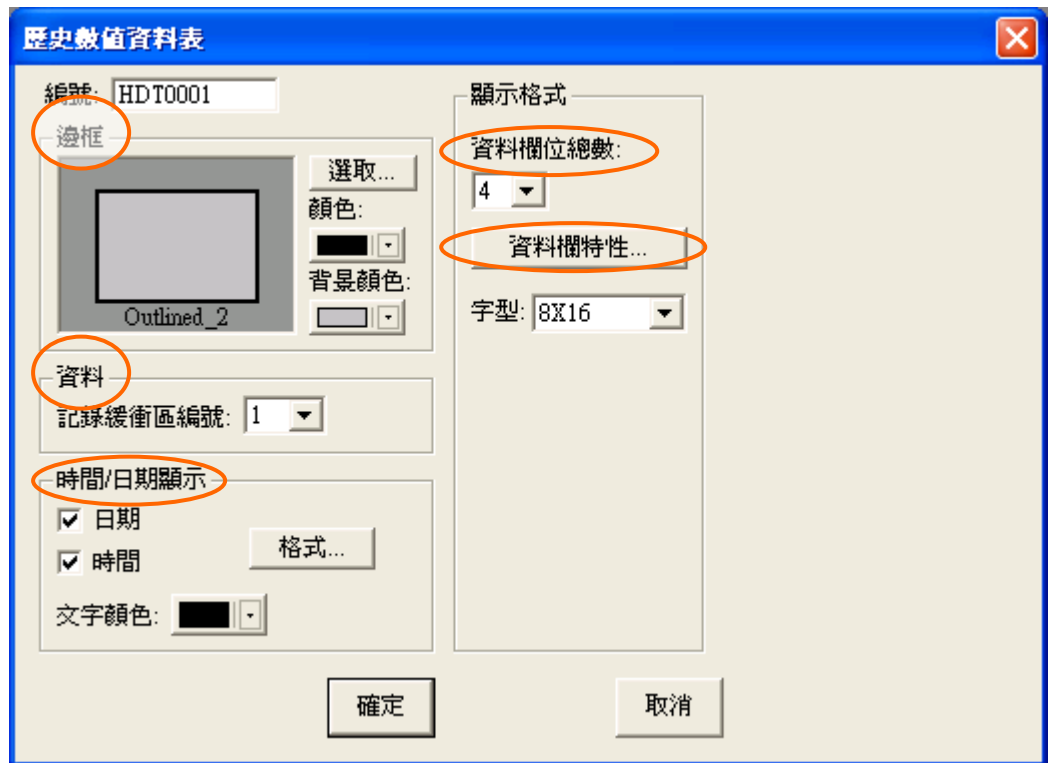 歷史數值資料表
編號: HDT0001
邊框
選取...
顏色:
背景顏色:
Outlined_2
資料
記錄緩衝區編號: 1
時間/日期顯示
日期
時間
格式...
文字顏色:
顯示格式
資料欄位總數:
4
資料欄特性...
字型: 8X16
確定
取消